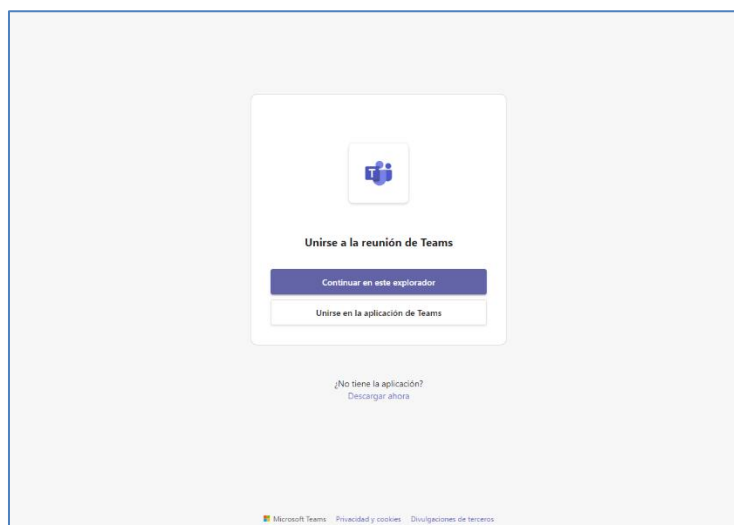 T
Unirse a la reunión de Teams
Continuar en este explorador
Unirse en la aplicación de Teams
¿No tiene la aplicación?
Descargar ahora
Microsoft Teams Privacidad y cookies Divulgaciones de terceros